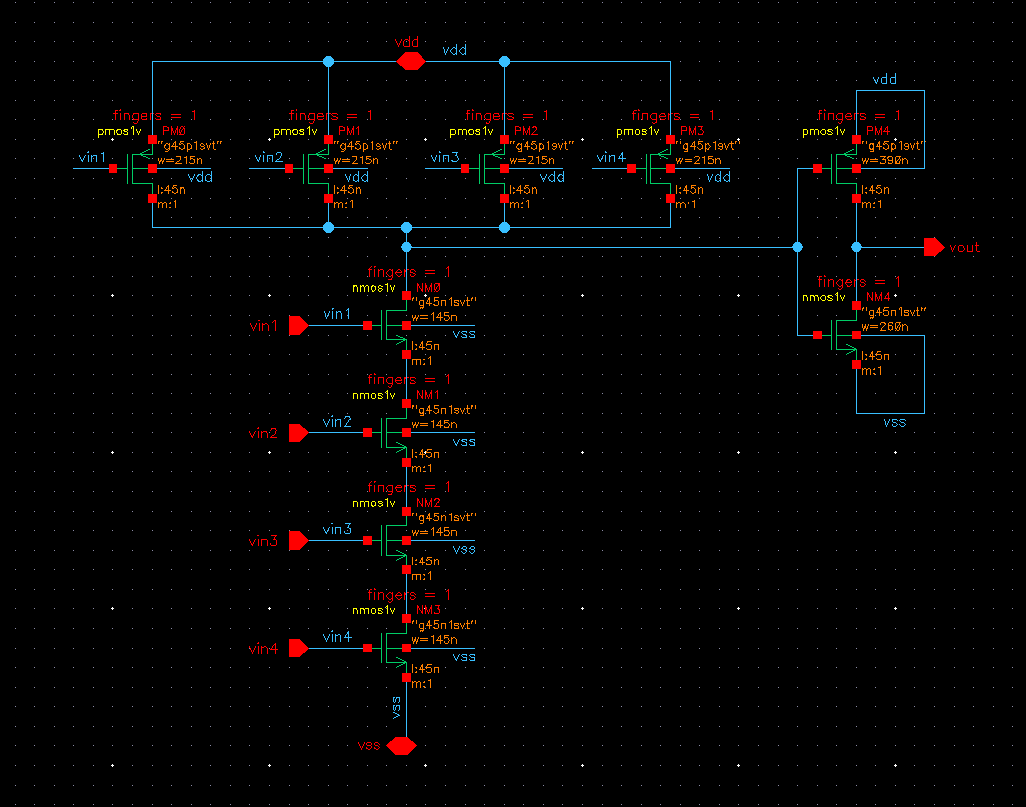 vdd
vdd
fingers = 1
pmos1v
PM0
"g45p1svt"
vin1
w=215n
vdd
l:45n
m:1
fingers = 1
pmos1v
PM1
"g45p1svt"
vin2
w=215n
vdd
l:45n
m:1
fingers = 1
pmos1v
PM2
"g45p1svt"
vin3
w=215n
vdd
l:45n
m:1
fingers = 1
pmos1v
PM3
"g45p1svt"
vin4
w=215n
vdd
l:45n
m:1
vdd
fingers = 1
pmos1v
PM4
"g45p1svt"
w=390n
l:45n
m:1
vout
fingers = 1
nmos1v
NM0
"g45n1svt"
vin1
vin1
w=145n
vss
l:45n
m:1
fingers = 1
nmos1v
NM4
"g45n1svt"
w=260n
l:45n
m:1
vss
fingers = 1
nmos1v
NM1
"g45n1svt"
vin2
vin2
w=145n
vss
l:45n
m:1
fingers = 1
nmos1v
NM2
"g45n1svt"
vin3
vin3
w=145n
vss
l:45n
m:1
fingers = 1
nmos1v
NM3
"g45n1svt"
vin4
vin4
w=145n
vss
l:45n
m:1
vss
vss